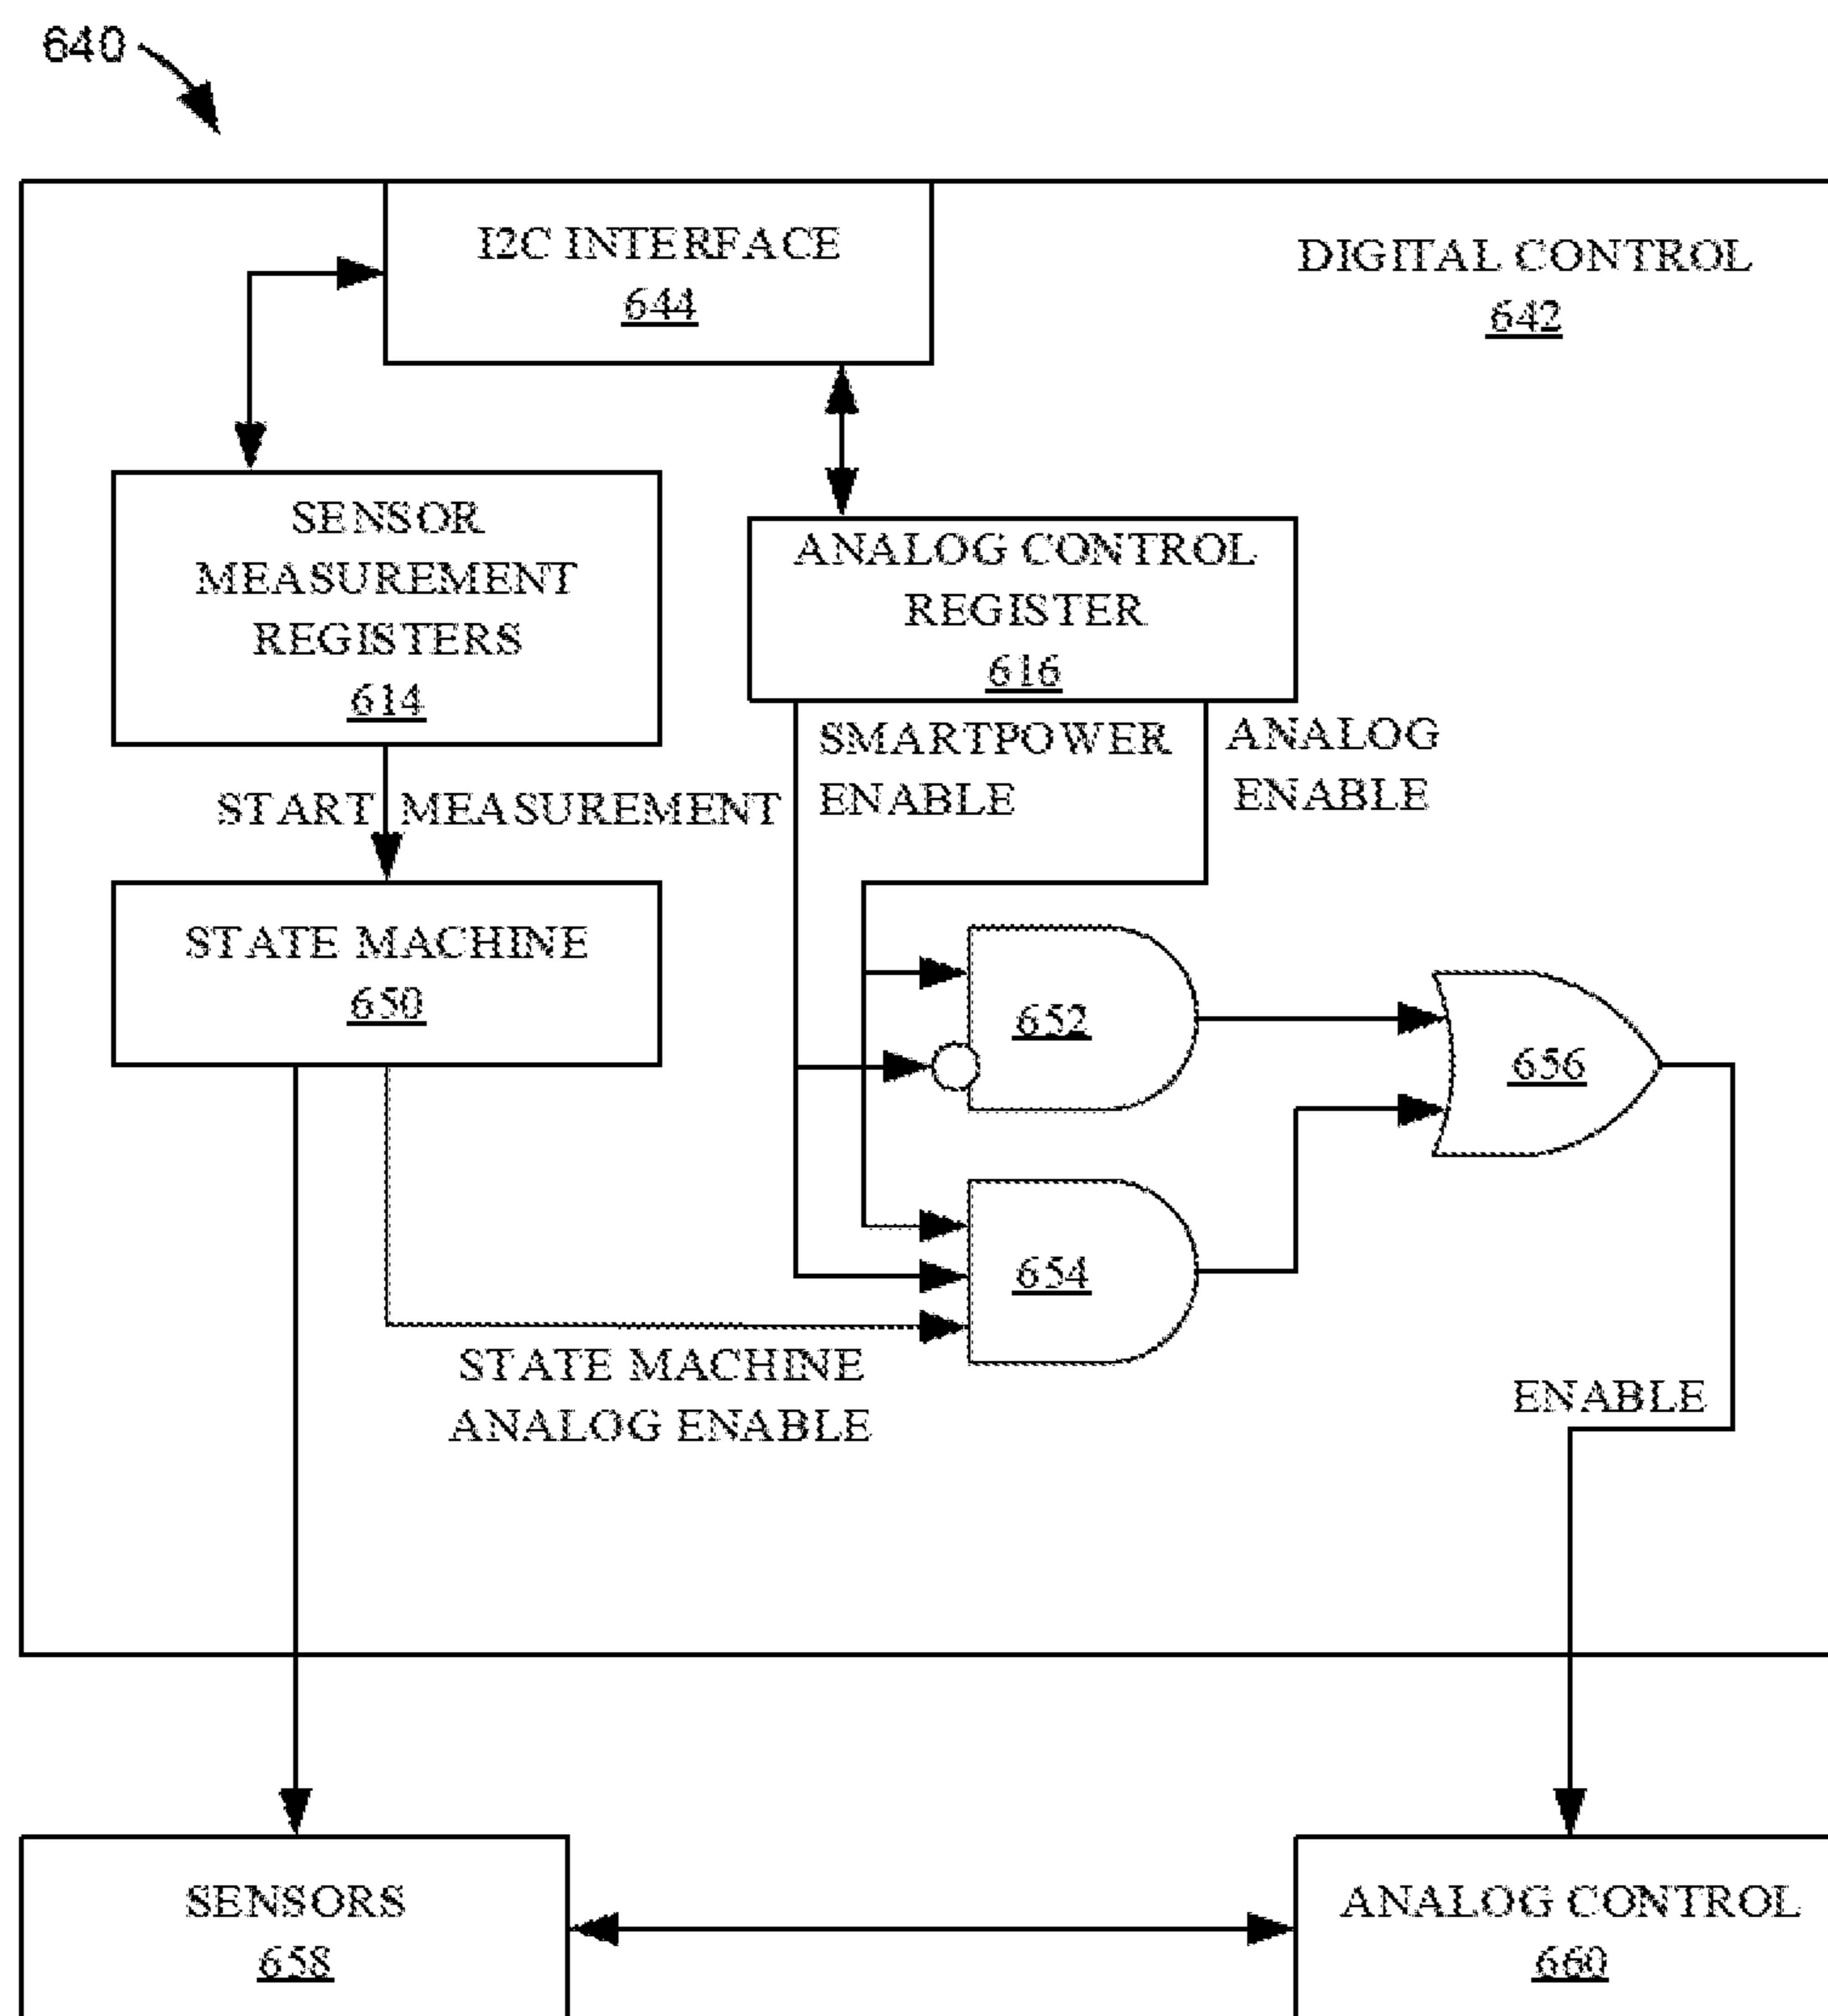 640
I2C INTERFACE
644
DIGITAL CONTROL
642
SENSOR
MEASUREMENT
REGISTERS
614
ANALOG CONTROL
REGISTER
616
SMARTPOWER
ENABLE
ANALOG
ENABLE
START MEASUREMENT
STATE MACHINE
650
652
656
654
STATE MACHINE
ANALOG ENABLE
ENABLE
SENSORS
658
ANALOG CONTROL
660